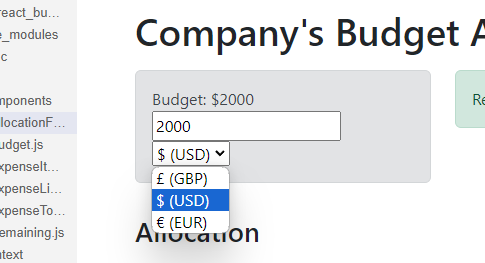 react_bu...
e_modules
c
mponents
llocationF...
udget.js
xpenseIt...
xpenseLi...
xpenseTo...
emaining.js
ntext
Company's Budget A
Budget: $2000
2000
$ (USD)
£ (GBP)
$ (USD)
€ (EUR)
Re
Allocation